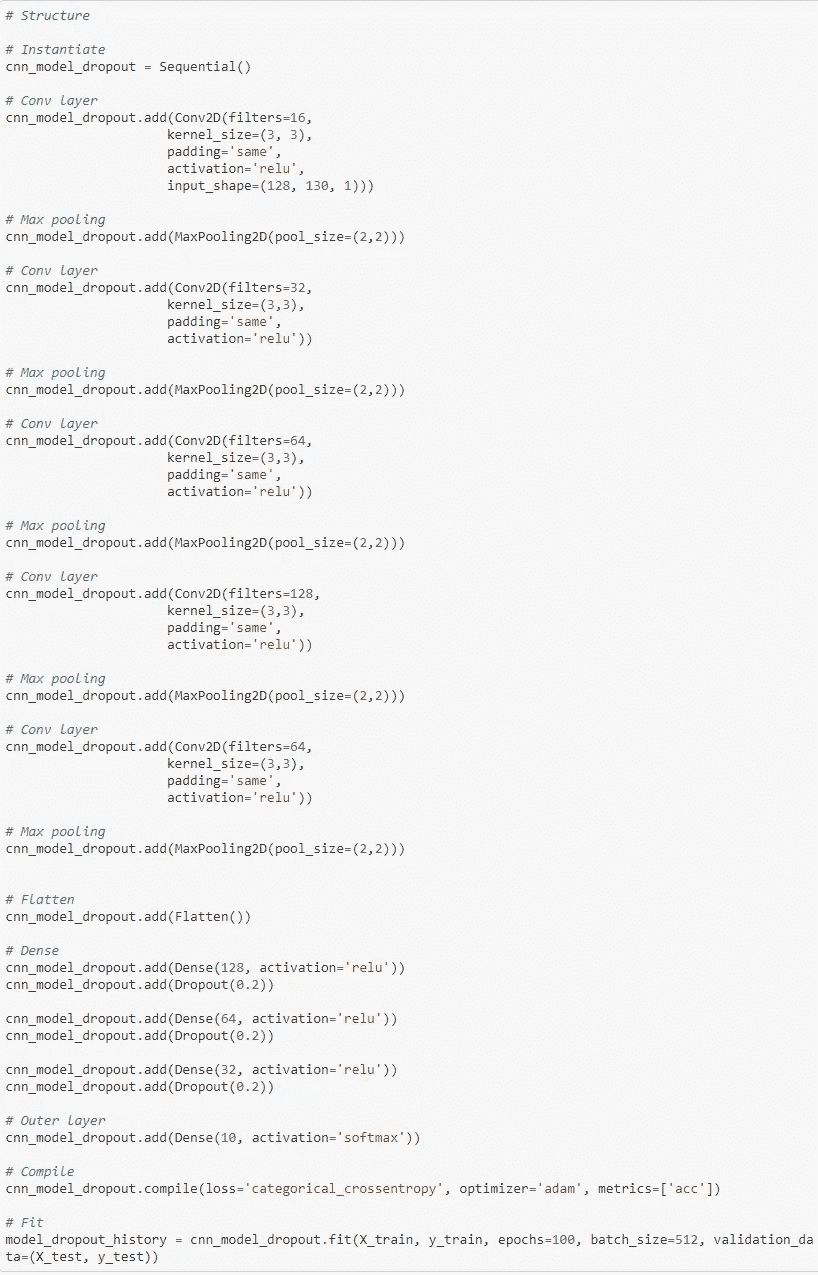 # Structure
# Instantiate
cnn_model_dropout = Sequential()
# Conv layer
cnn_model_dropout.add(Conv2D(filters=16,
                    kernel_size=(3, 3),
                    padding='same',
                    activation='relu',
                    input_shape=(128, 130, 1)))
# Max pooling
cnn_model_dropout.add(MaxPooling2D(pool_size=(2,2)))
# Conv layer
cnn_model_dropout.add(Conv2D(filters=32,
                    kernel_size=(3,3),
                    padding='same',
                    activation='relu'))
# Max pooling
cnn_model_dropout.add(MaxPooling2D(pool_size=(2,2)))
# Conv layer
cnn_model_dropout.add(Conv2D(filters=64,
                    kernel_size=(3,3),
                    padding='same',
                    activation='relu'))
# Max pooling
cnn_model_dropout.add(MaxPooling2D(pool_size=(2,2)))
# Conv layer
cnn_model_dropout.add(Conv2D(filters=128,
                    kernel_size=(3,3),
                    padding='same',
                    activation='relu'))
# Max pooling
cnn_model_dropout.add(MaxPooling2D(pool_size=(2,2)))
# Conv layer
cnn_model_dropout.add(Conv2D(filters=64,
                    kernel_size=(3,3),
                    padding='same',
                    activation='relu'))
# Max pooling
cnn_model_dropout.add(MaxPooling2D(pool_size=(2,2)))
# Flatten
cnn_model_dropout.add(Flatten())
# Dense
cnn_model_dropout.add(Dense(128, activation='relu'))
cnn_model_dropout.add(Dropout(0.2))
cnn_model_dropout.add(Dense(64, activation='relu'))
cnn_model_dropout.add(Dropout(0.2))
cnn_model_dropout.add(Dense(32, activation='relu'))
cnn_model_dropout.add(Dropout(0.2))
# Outer layer
cnn_model_dropout.add(Dense(10, activation='softmax'))
# Compile
cnn_model_dropout.compile(loss='categorical_crossentropy', optimizer='adam', metrics=['acc'])
# Fit
model_dropout_history = cnn_model_dropout.fit(X_train, y_train, epochs=100, batch_size=512, validation_da
ta=(X_test, y_test))